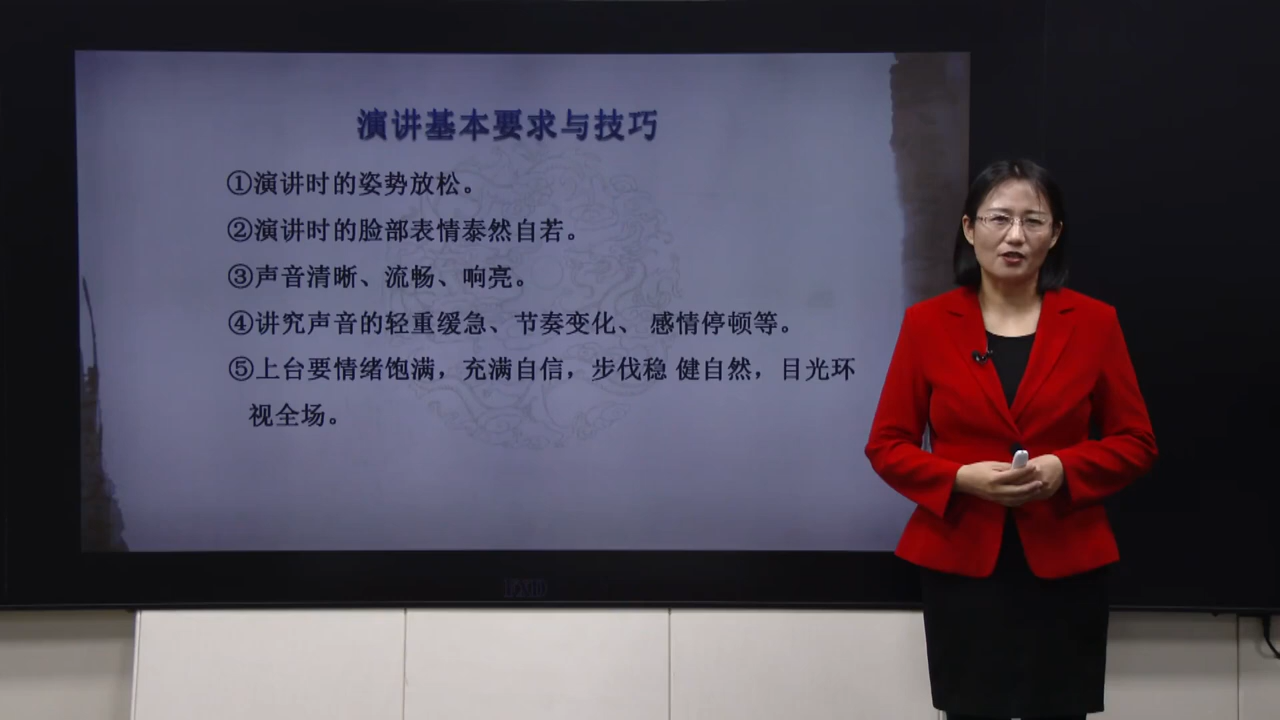 演讲基本要求与技巧
①演讲时的姿势放松。
②演讲时的脸部表情泰然自若。
③声音清晰、流畅、响亮。
④讲究声音的轻重缓急、节奏变化、 感情停顿等。
⑤上台要情绪饱满，充满自信，步伐稳 健自然，目光环
视全场。